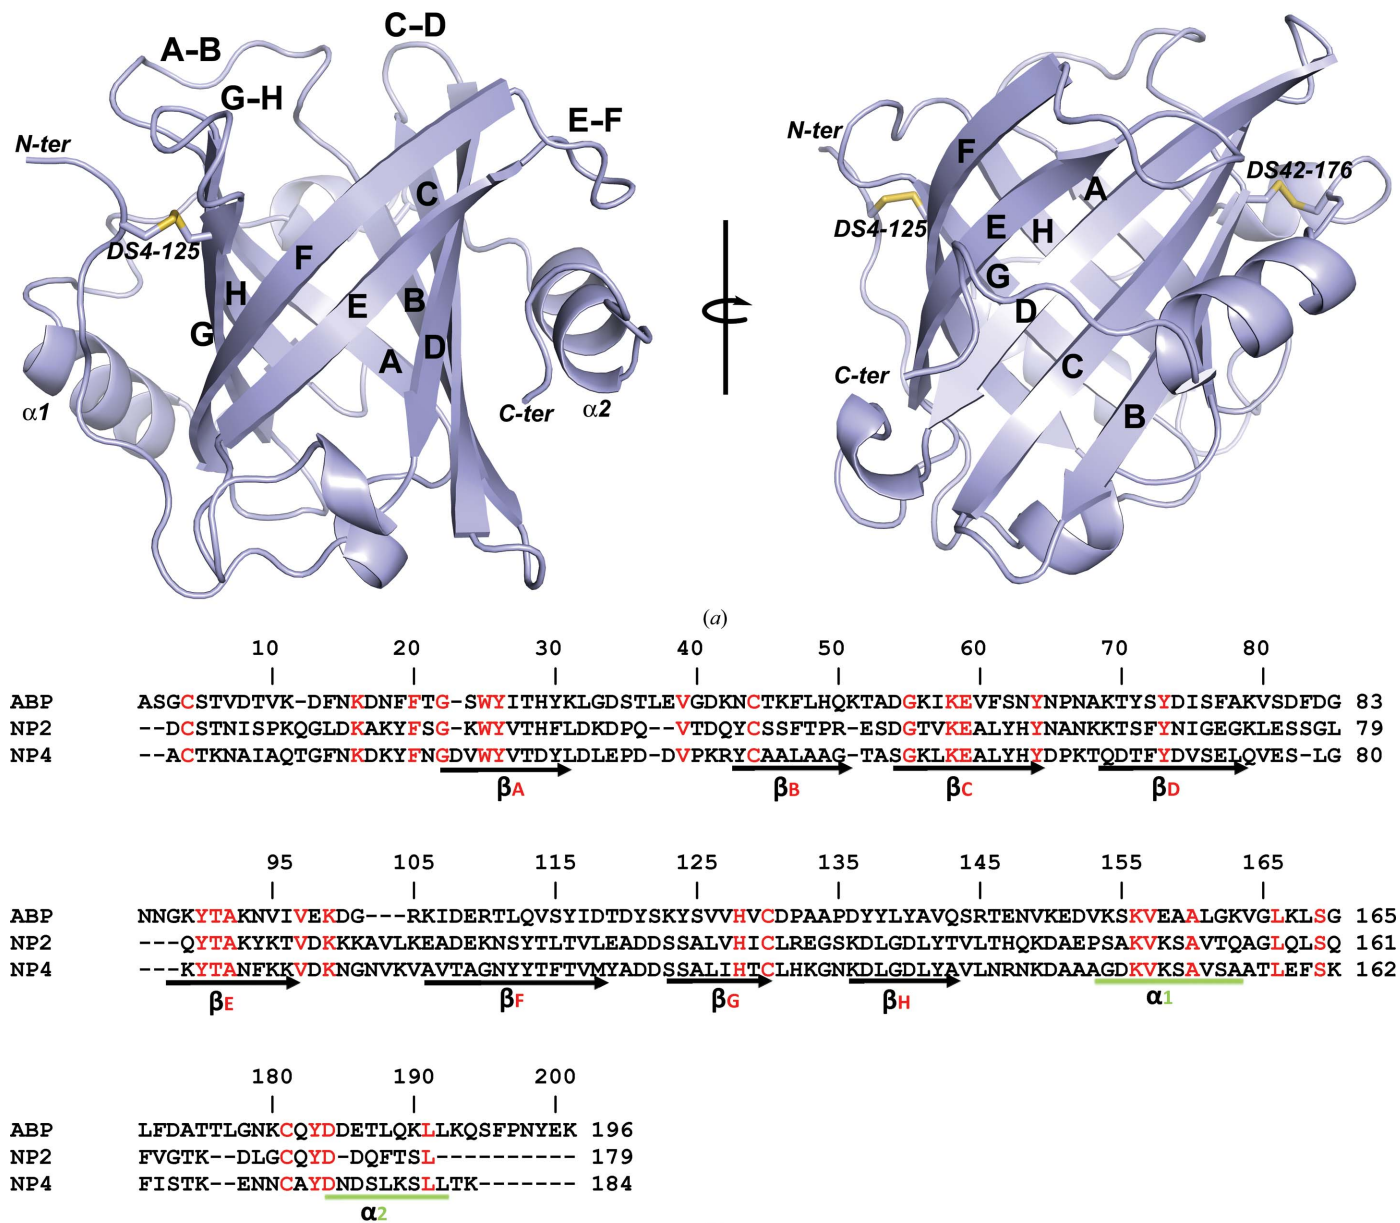 A-B
C-D
G-H
E-F
N-ter
DS4-125
C
F
H
E
B
G
A
D
α1
C-ter
α2
N-ter
DS42-176
F
A
DS4-125
E
H
G
D
C-ter
C
B
(a)
10 20 30 40 50 60 70 80
ABP ASGCSTVDTVK-DFNKDNFFTG-SWYITHYKLGDSTLEVGDKNCTKFLHQKTADGKIKEVFSNYNPNAKTYSYDISFAKVSDFDG 83
NP2 --DCSTNISPKQGLDKAKYFSG-KWYVTHFLDKDPQ--VTDQYCSSFTPR-ESDGTVKEALYHYNANKKTSFYNIGEGKLESSGL 79
NP4 --ACTKNAIAQTGFNKDKYFNGDVWYVTDYLDLEPD-DVPKRYCAALAAG-TASGKLKEALYHYDPKTQDTFYDVSELQVES-LG 80
βA βB βC βD
95 105 115 125 135 145 155 165
ABP NNGKYTAKNVIVEKDG---RKIDERTLQVSYIDTDYSKYSVVHVCDPAAPDYYLYAVQSRTENVKEDVKSKVEAALGKVGLKLSG 165
NP2 ---QYTAKYKTVDKKKAVLKEADEKNSYTLTVLEADDSSALVHICLREGSKDLGDLYTVLTHQKDAEPSAKVKSAVTQAGLQLSQ 161
NP4 ---KYTANFKKVDKNGNVKVAVTAGNYYTFTVMYADDSSALIHTCLHKGNKDLGDLYAVLNRNKDAAAGDKVKSAVSAATLEFSK 162
βE βF βG βH α1
180 190 200
ABP LFDATTLGNKCQYDDETLQKLLKQSFPNYEK 196
NP2 FVGTK--DLGCQYD-DQFTSL---------- 179
NP4 FISTK--ENNCAYDNDSLKSLLTK------- 184
α2